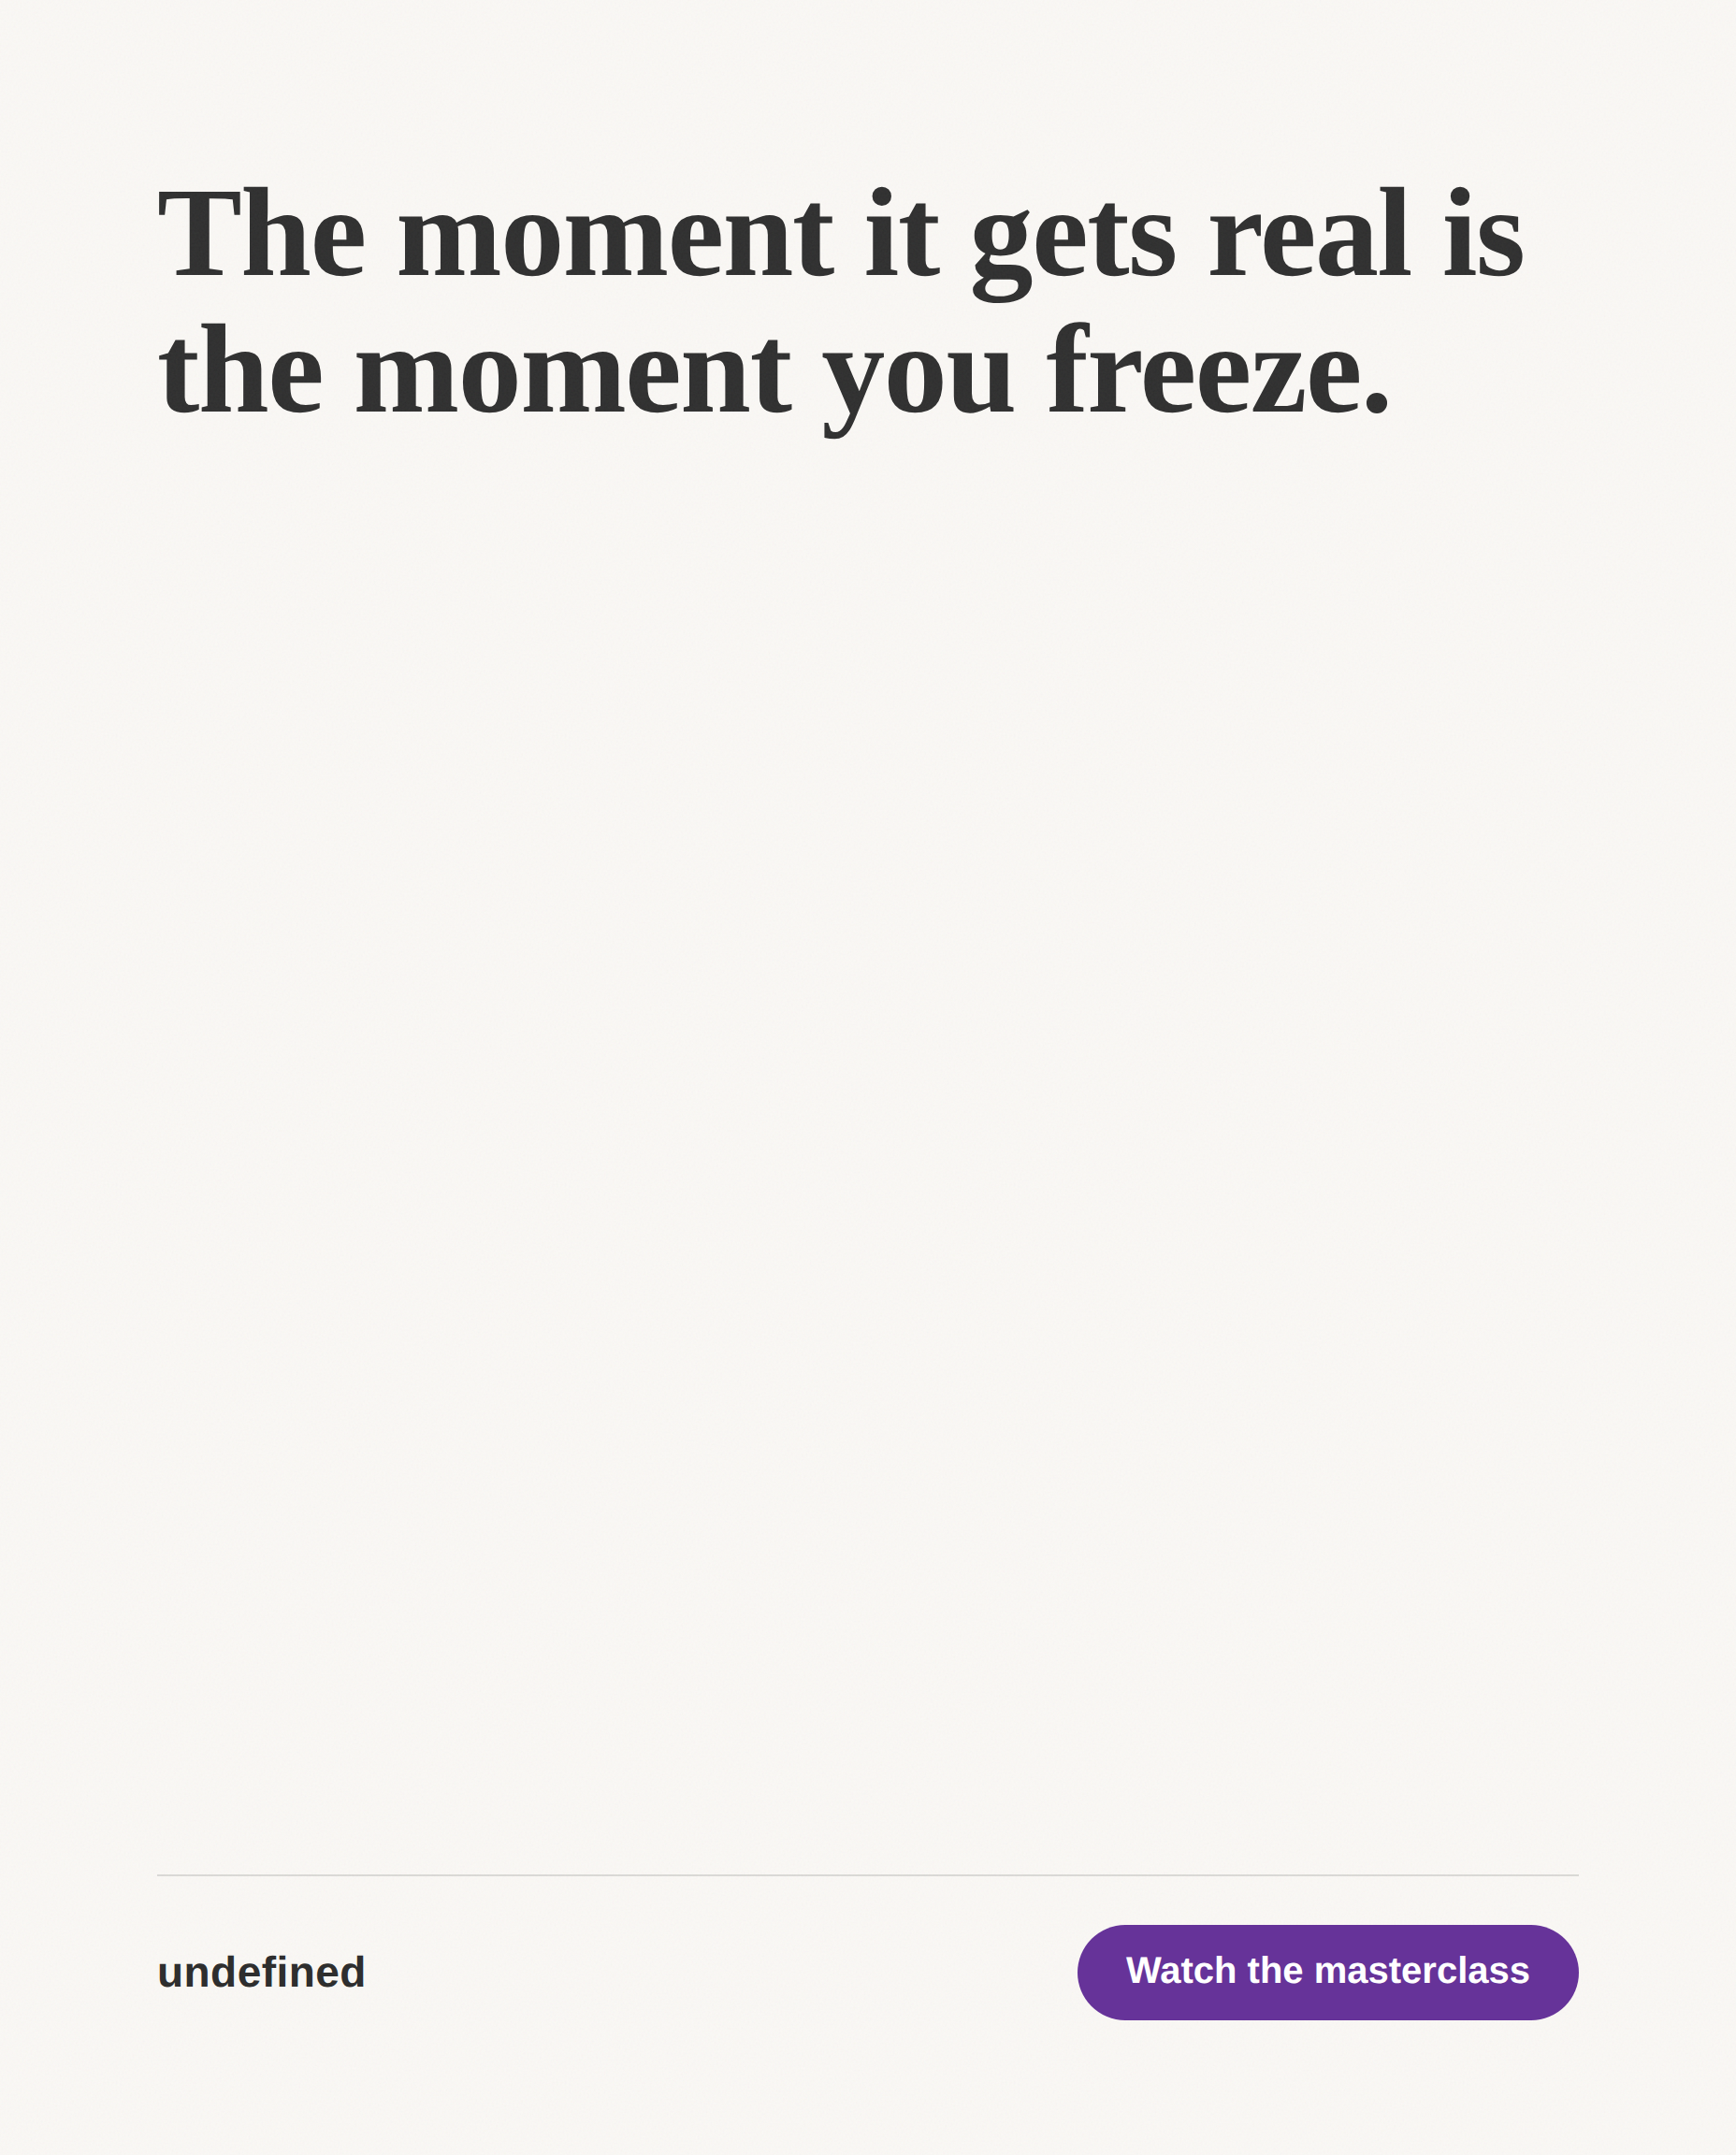 The moment it gets real is
the moment you freeze.
undefined
Watch the masterclass